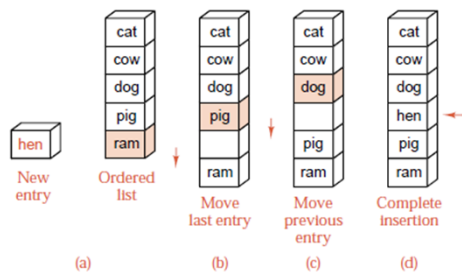 hen
New
entry
(a)
cat
cow
dog
pig
ram
Ordered
list
cat
cow
dog
pig
ram
Move
last entry
(b)
cat
cow
dog
pig
ram
Move
previous
entry
(c)
cat
cow
dog
hen
pig
ram
Complete
insertion
(d)